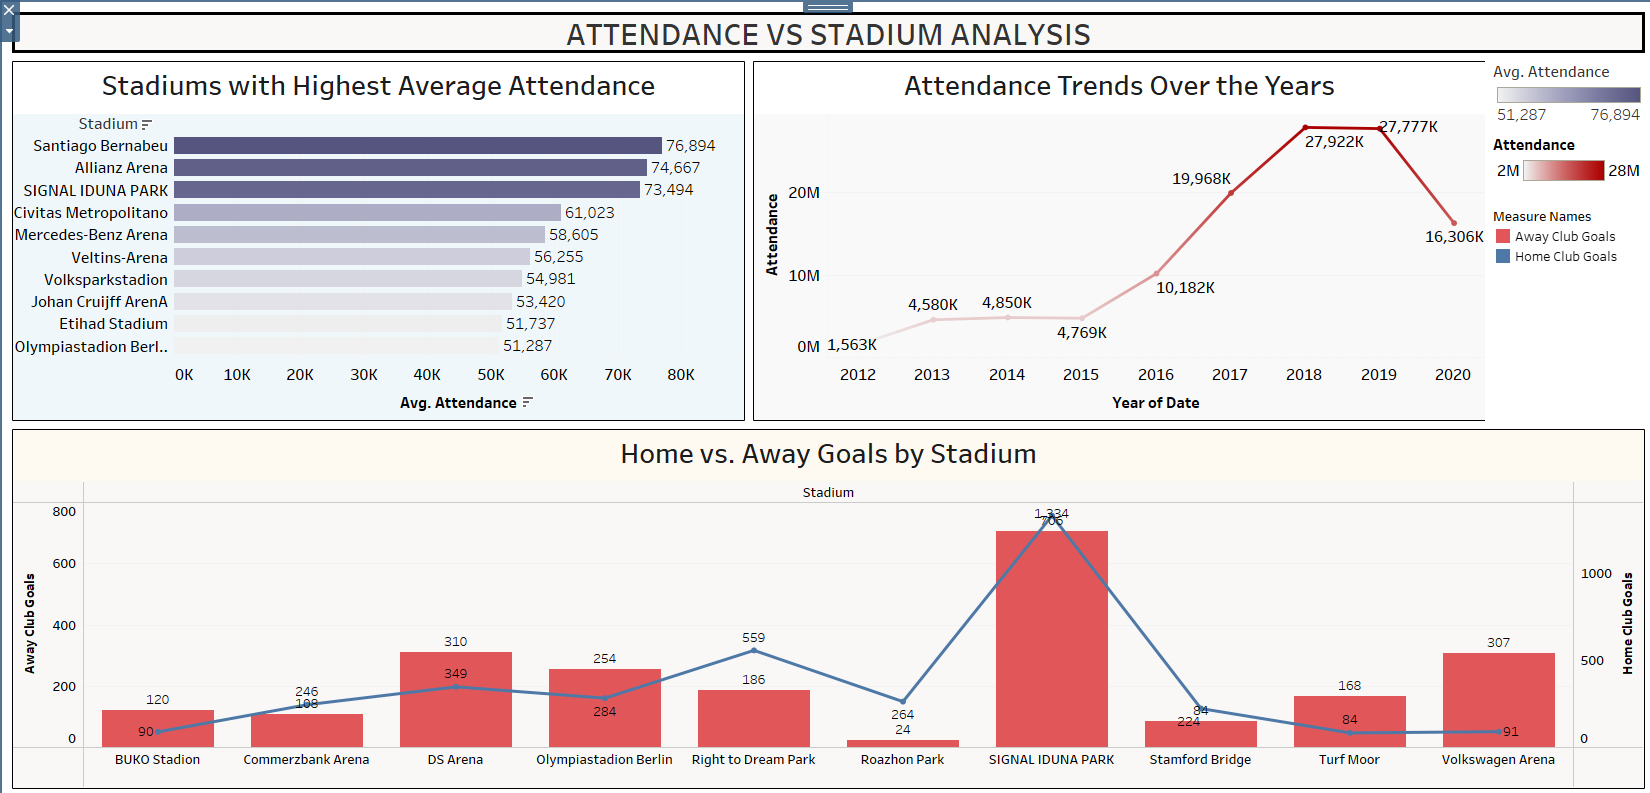 ATTENDANCE VS STADIUM ANALYSIS
Stadiums with Highest Average Attendance
Stadium
Santiago Bernabeu 76,894
Allianz Arena 74,667
SIGNAL IDUNA PARK 73,494
Civitas Metropolitano 61,023
Mercedes-Benz Arena 58,605
Veltins-Arena 56,255
Volksparkstadion 54,981
Johan Cruijff ArenA 53,420
Etihad Stadium 51,737
Olympiastadion Berl.. 51,287
0K 10K 20K 30K 40K 50K 60K 70K 80K
Avg. Attendance
Attendance Trends Over the Years
Attendance
20M
10M
0M
1,563K
4,580K
4,850K
4,769K
10,182K
19,968K
27,922K
27,777K
16,306K
2012 2013 2014 2015 2016 2017 2018 2019 2020
Year of Date
Avg. Attendance
51,287 76,894
Attendance
2M 28M
Measure Names
Away Club Goals
Home Club Goals
Home vs. Away Goals by Stadium
Stadium
Away Club Goals
800
600
400
200
0
120
90
246
108
310
349
254
284
559
186
264
24
1,334
706
84
224
168
84
307
91
1000
500
0
Home Club Goals
BUKO Stadion Commerzbank Arena DS Arena Olympiastadion Berlin Right to Dream Park Roazhon Park SIGNAL IDUNA PARK Stamford Bridge Turf Moor Volkswagen Arena